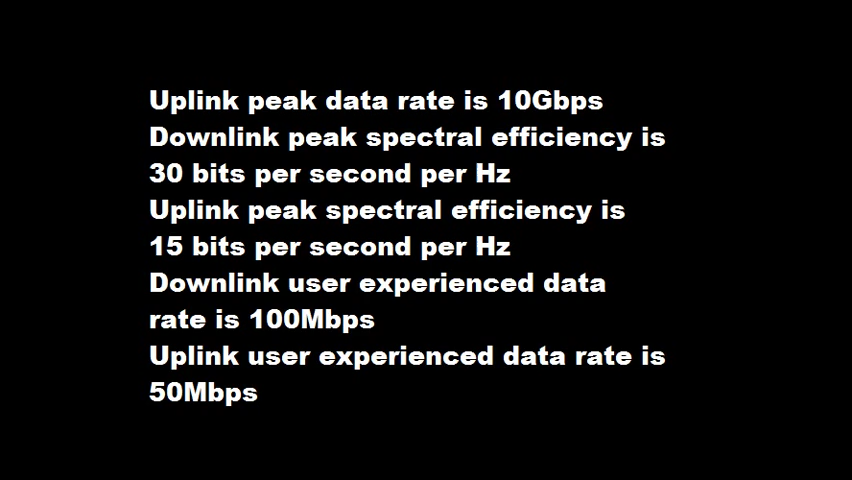 Uplink peak data rate is 10Gbps
Downlink peak spectral efficiency is
30 bits per second per Hz
Uplink peak spectral efficiency is
15 bits per second per Hz
Downlink user experienced data
rate is 100Mbps
Uplink user experienced data rate is
50Mbps